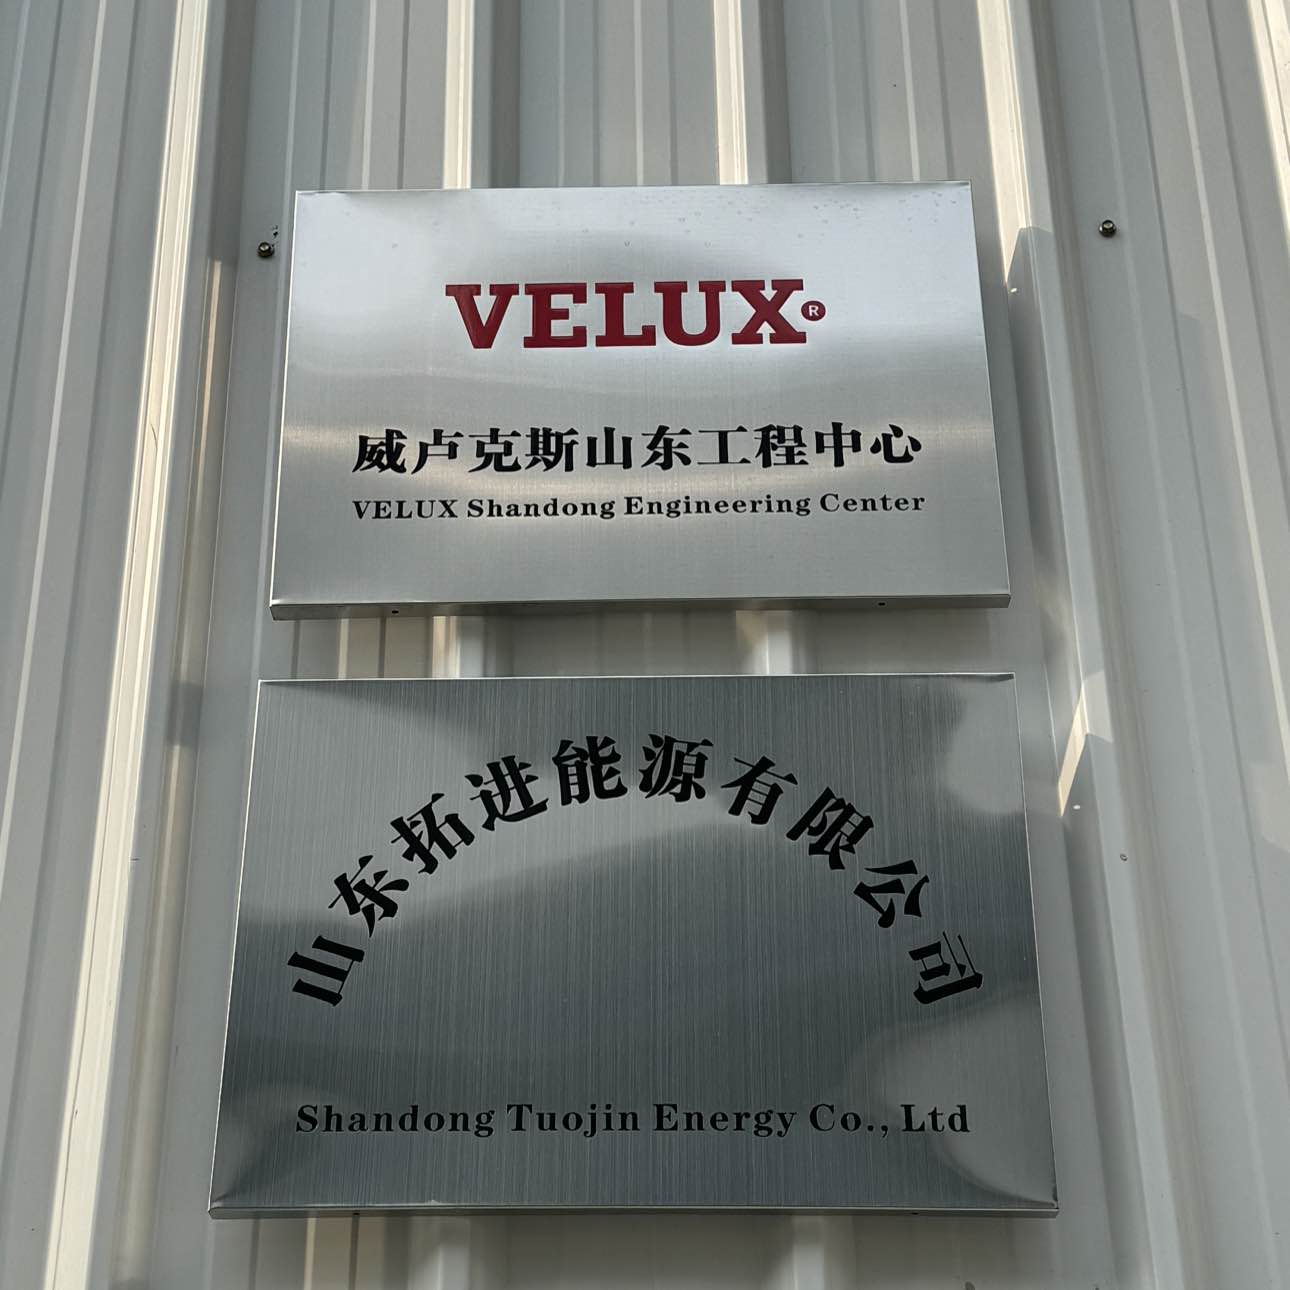 VELUX®
威卢克斯山东工程中心
VELUX Shandong Engineering Center
山东拓进能源有限公司
Shandong Tuojin Energy Co., Ltd